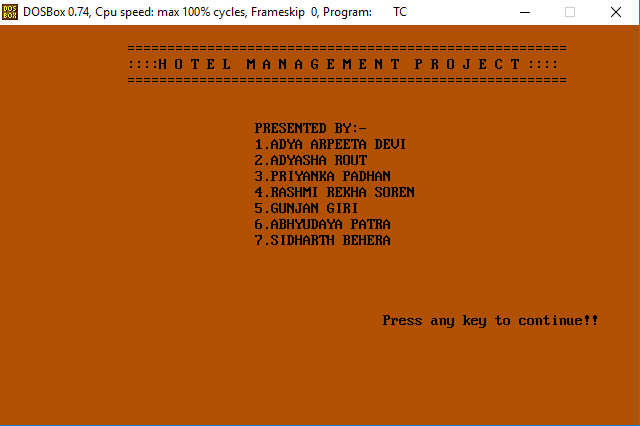 DOS BOX DOSBox 0.74, Cpu speed: max 100% cycles, Frameskip 0, Program: TC
=======================================================
::::H O T E L  M A N A G E M E N T  P R O J E C T ::::
=======================================================
PRESENTED BY:-
1.ADYA ARPEETA DEVI
2.ADYASHA ROUT
3.PRIYANKA PADHAN
4.RASHMI REKHA SOREN
5.GUNJAN GIRI
6.ABHYUDAYA PATRA
7.SIDHARTH BEHERA
Press any key to continue!!